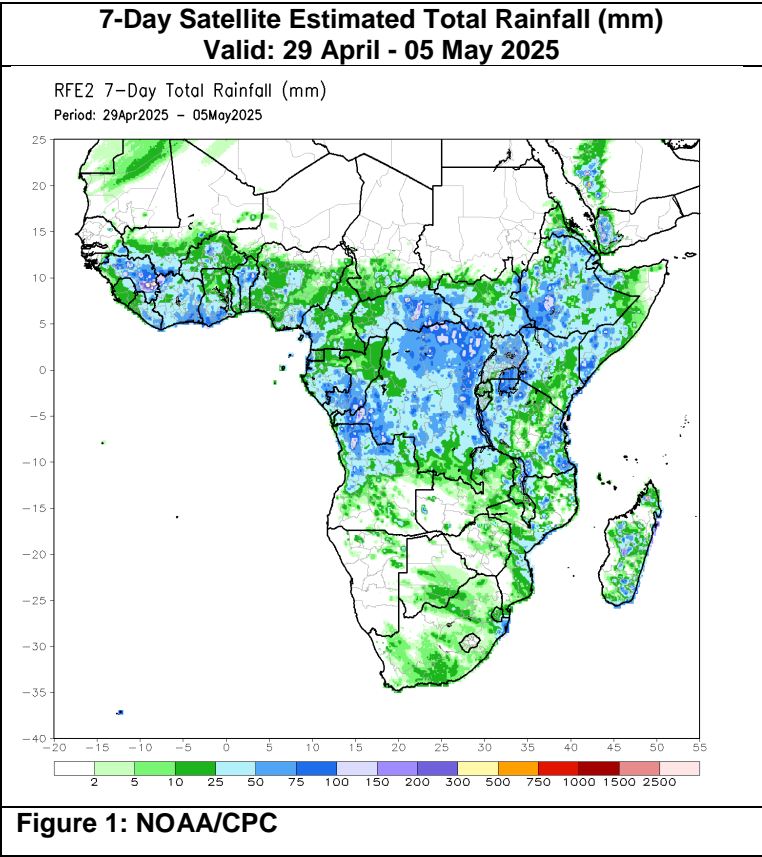 7-Day Satellite Estimated Total Rainfall (mm)
Valid: 29 April - 05 May 2025
RFE2 7-Day Total Rainfall (mm)
Period: 29Apr2025 - 05May2025
25
20
15
10
5
0
-5
-10
-15
-20
-25
-30
-35
-40
-20 -15 -10 -5 0 5 10 15 20 25 30 35 40 45 50 55
2 5 10 25 50 75 100 150 200 300 500 750 1000 1500 2500
Figure 1: NOAA/CPC